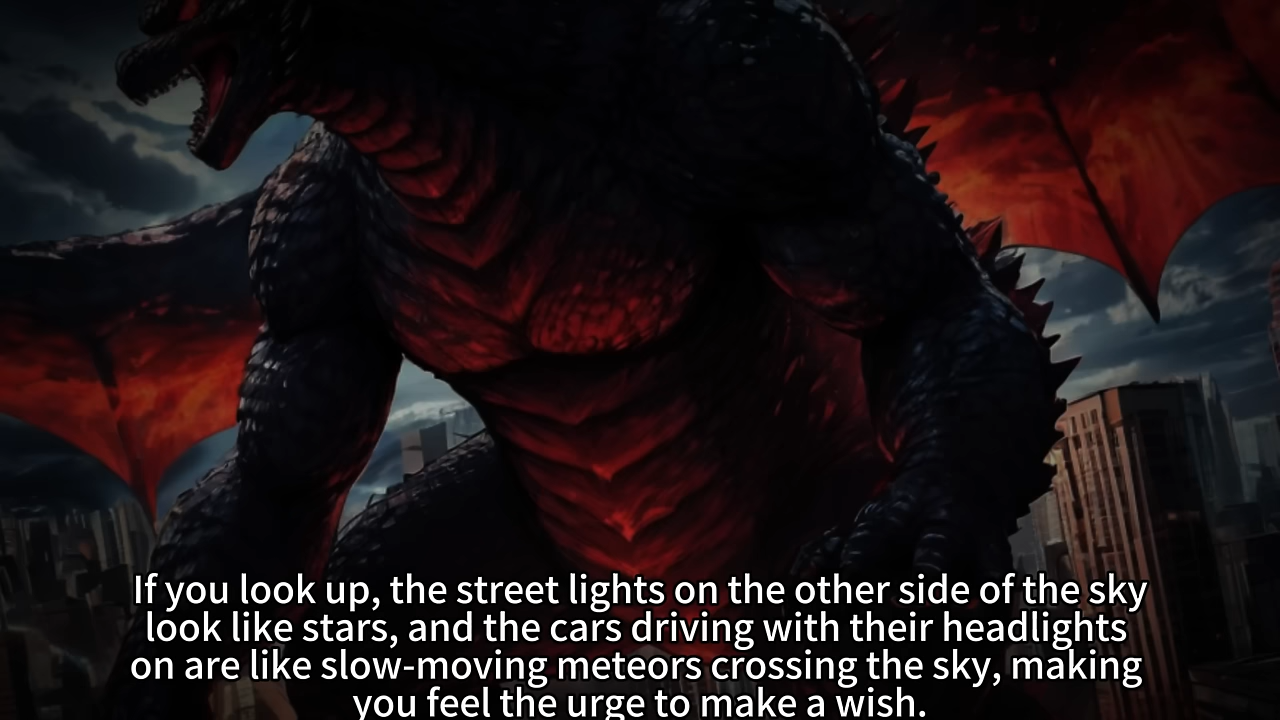 If you look up, the street lights on the other side of the sky
look like stars, and the cars driving with their headlights
on are like slow-moving meteors crossing the sky, making
you feel the urge to make a wish.